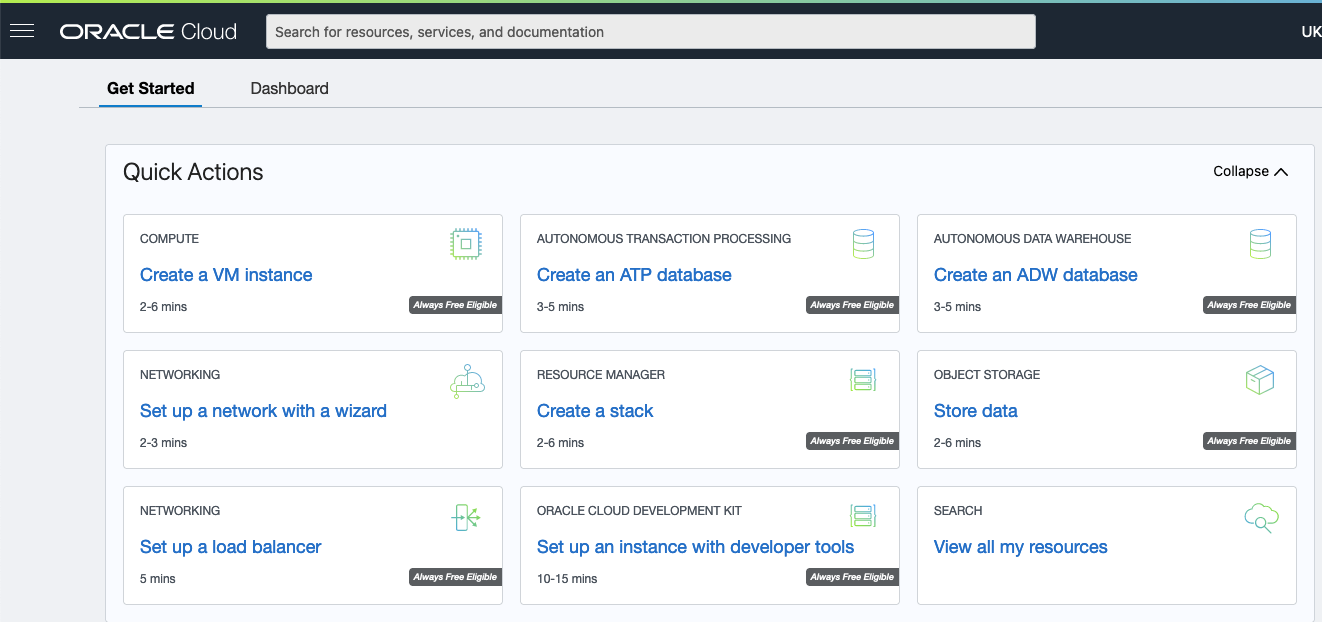 ORACLE Cloud
Search for resources, services, and documentation
UK
Get Started
Dashboard
Quick Actions
Collapse
COMPUTE
Create a VM instance
2-6 mins
Always Free Eligible
AUTONOMOUS TRANSACTION PROCESSING
Create an ATP database
3-5 mins
Always Free Eligible
AUTONOMOUS DATA WAREHOUSE
Create an ADW database
3-5 mins
Always Free Eligible
NETWORKING
Set up a network with a wizard
2-3 mins
RESOURCE MANAGER
Create a stack
2-6 mins
Always Free Eligible
OBJECT STORAGE
Store data
2-6 mins
Always Free Eligible
NETWORKING
Set up a load balancer
5 mins
Always Free Eligible
ORACLE CLOUD DEVELOPMENT KIT
Set up an instance with developer tools
10-15 mins
Always Free Eligible
SEARCH
View all my resources